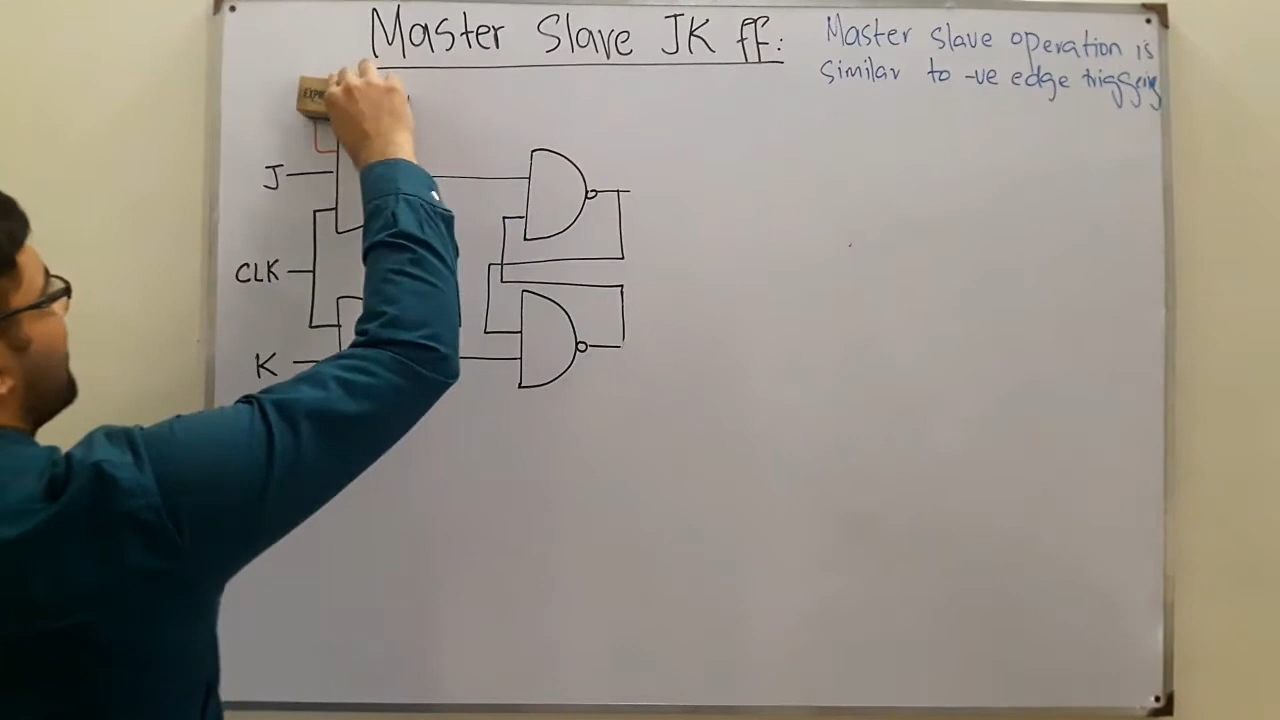 Master Slave JK ff:
Master slave operation is
similar to -ve edge triggering
J
CLK
K